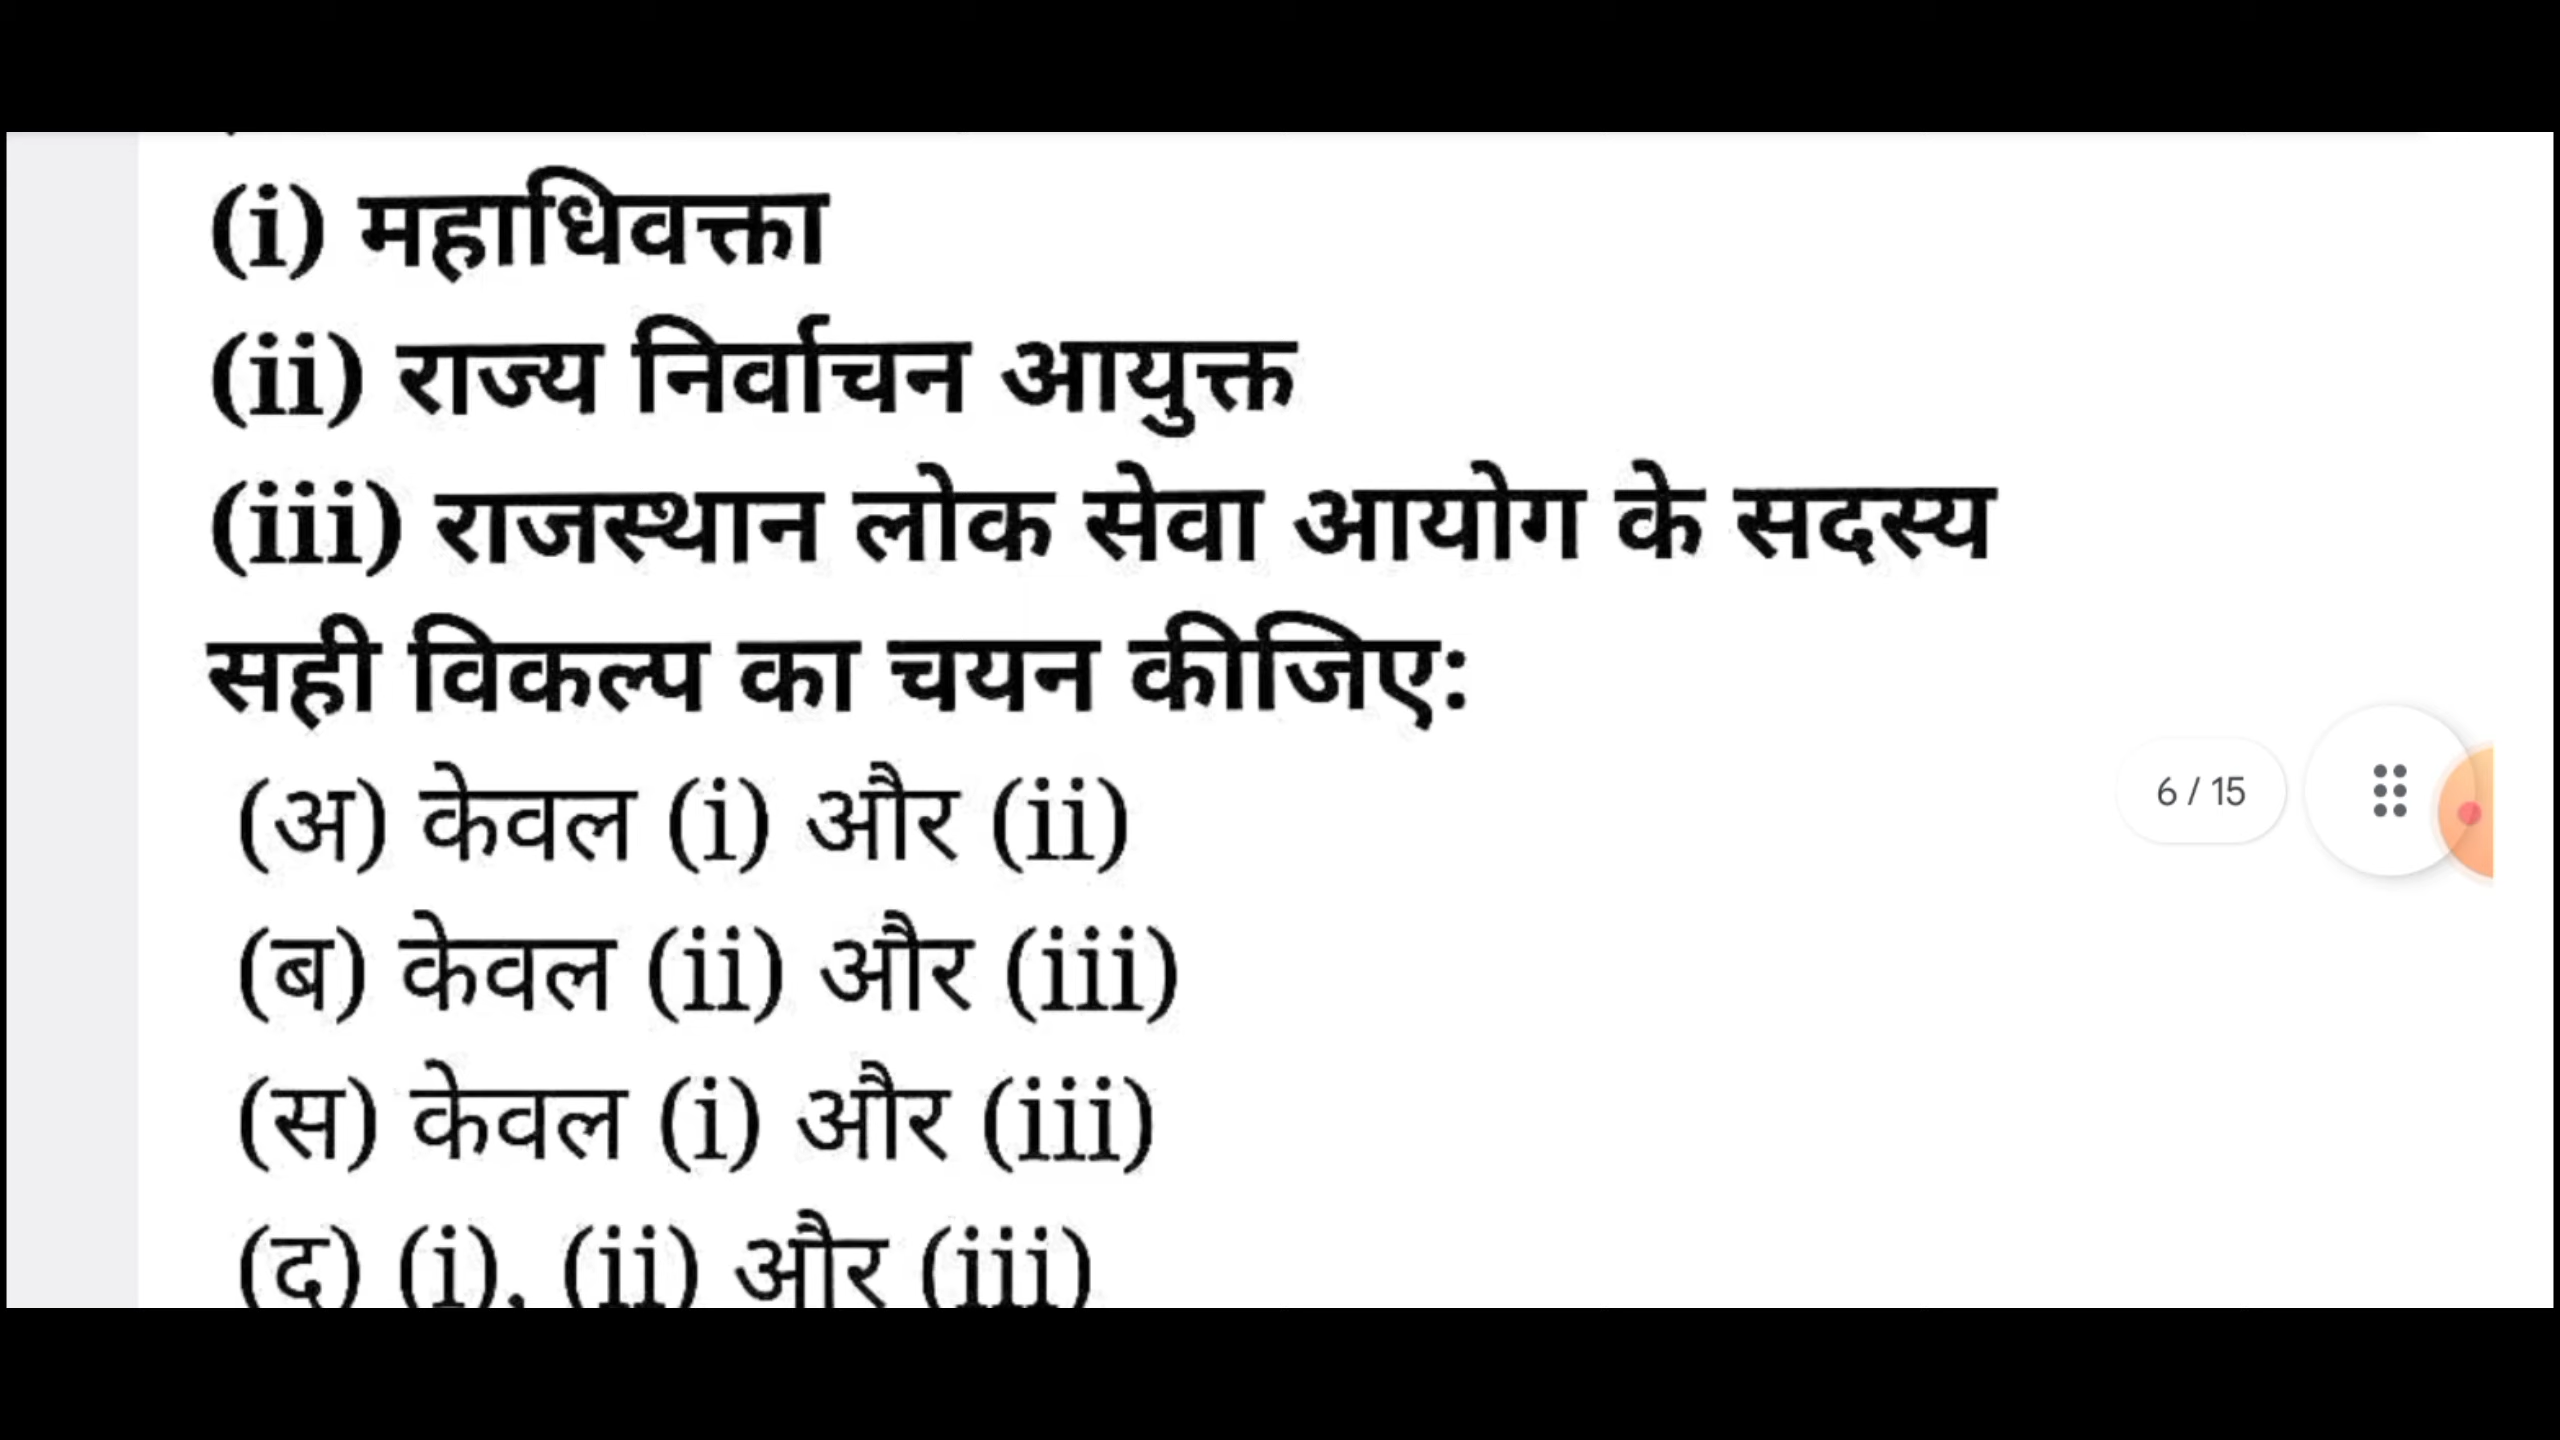 (i) महाधिवक्ता
(ii) राज्य निर्वाचन आयुक्त
(iii) राजस्थान लोक सेवा आयोग के सदस्य
सही विकल्प का चयन कीजिए:
(अ) केवल (i) और (ii)
6 / 15
(ब) केवल (ii) और (iii)
(स) केवल (i) और (iii)
(द) (i), (ii) और (iii)